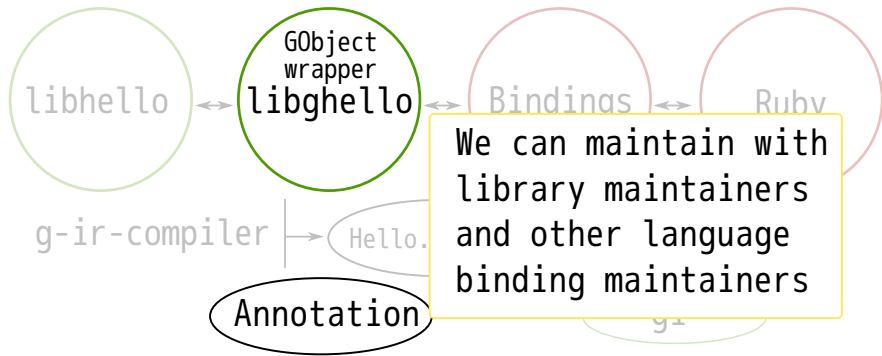 GObject
wrapper
libhello
libghello
Bindings
Ruby
We can maintain with
library maintainers
and other language
binding maintainers
g-ir-compiler
Hello.
Annotation
gi